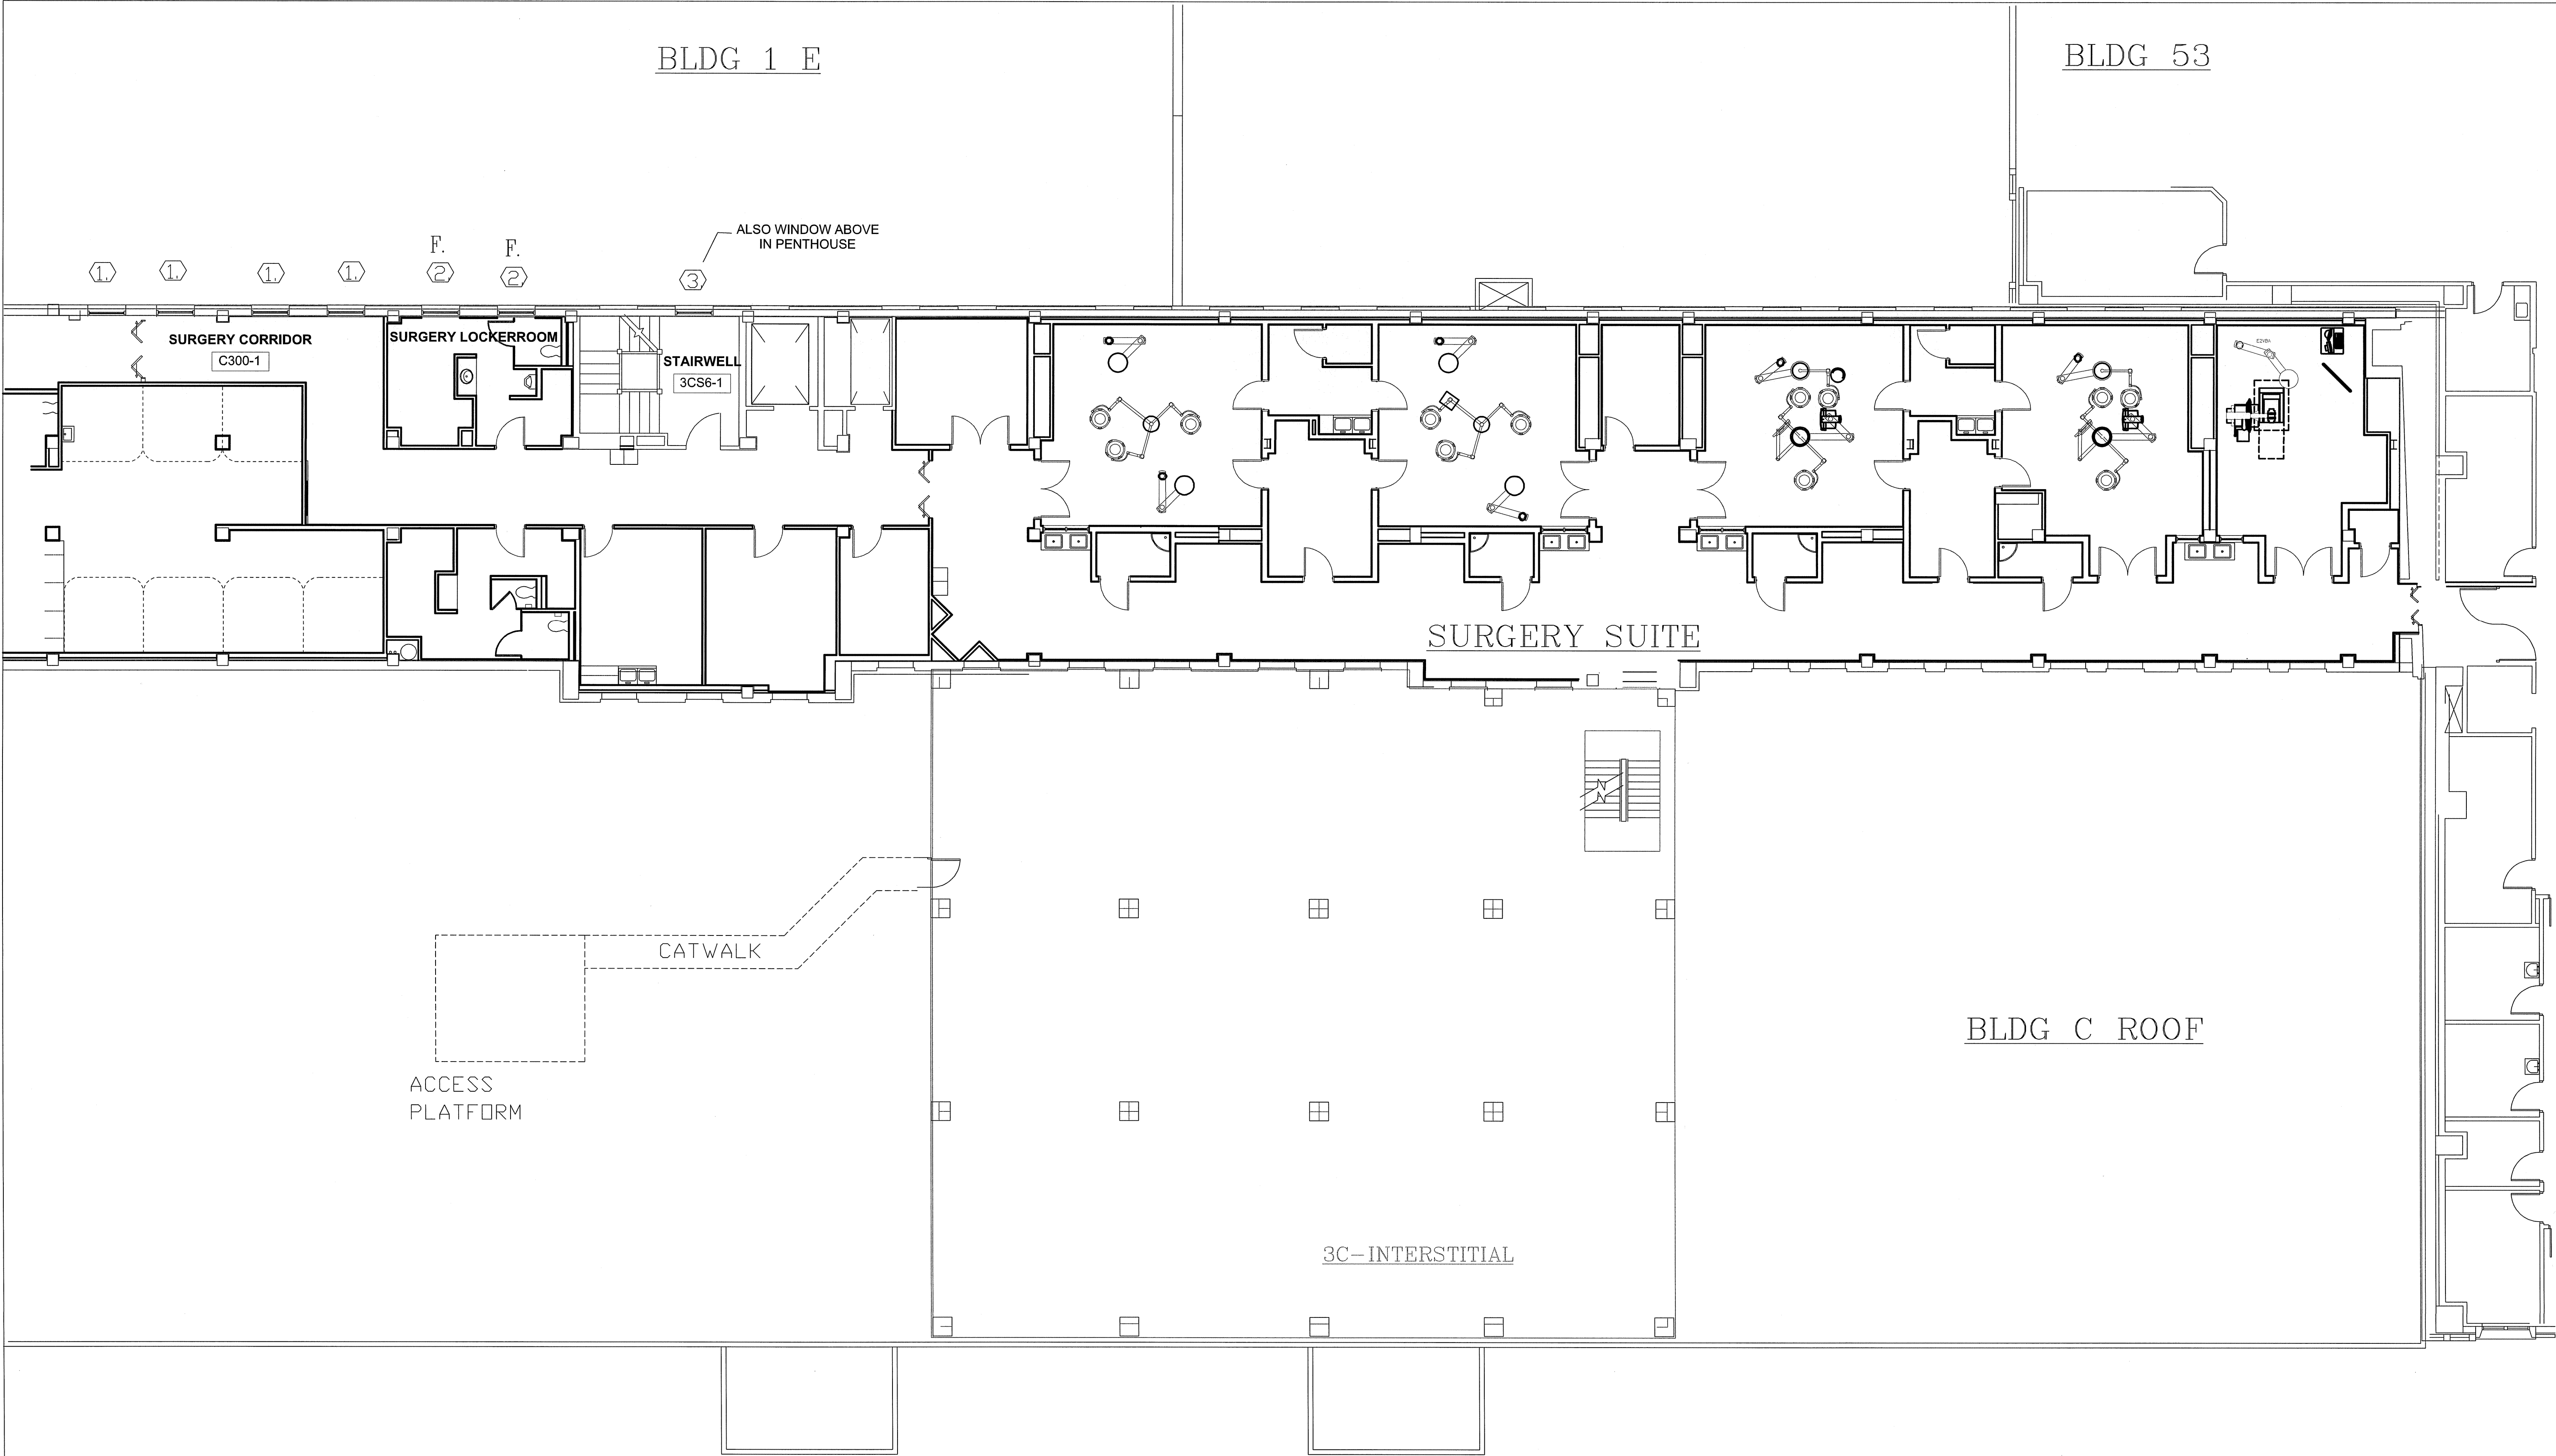 BLDG 1 E
BLDG 53
ALSO WINDOW ABOVE
IN PENTHOUSE
F.
F.
1.
1.
1.
1.
2.
2.
3.
SURGERY CORRIDOR
C300-1
SURGERY LOCKERROOM
STAIRWELL
3CS6-1
SURGERY SUITE
CATWALK
ACCESS
PLATFORM
BLDG C ROOF
3C-INTERSTITIAL